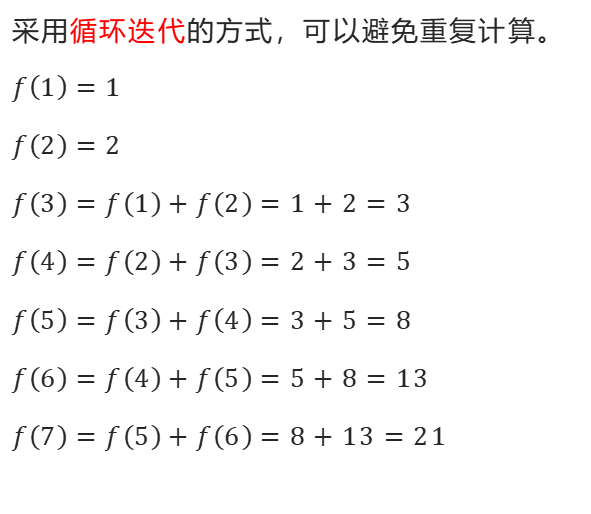 采用循环迭代的方式，可以避免重复计算。
f(1) = 1
f(2) = 2
f(3) = f(1) + f(2) = 1 + 2 = 3
f(4) = f(2) + f(3) = 2 + 3 = 5
f(5) = f(3) + f(4) = 3 + 5 = 8
f(6) = f(4) + f(5) = 5 + 8 = 13
f(7) = f(5) + f(6) = 8 + 13 = 21